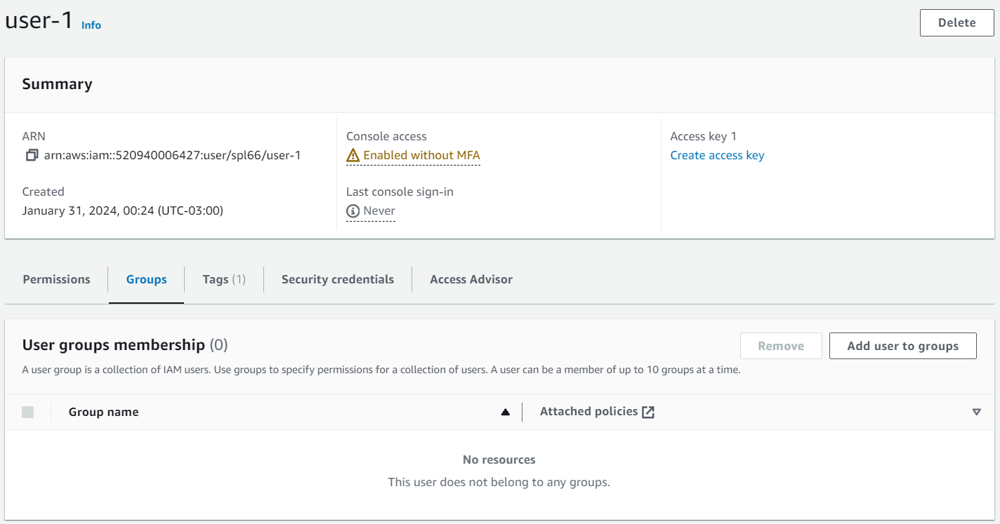 user-1 Info
Delete
Summary
ARN
arn:aws:iam::520940006427:user/spl66/user-1
Created
January 31, 2024, 00:24 (UTC-03:00)
Console access
Enabled without MFA
Last console sign-in
Never
Access key 1
Create access key
Permissions
Groups
Tags (1)
Security credentials
Access Advisor
User groups membership (0)
Remove
Add user to groups
A user group is a collection of IAM users. Use groups to specify permissions for a collection of users. A user can be a member of up to 10 groups at a time.
Group name
Attached policies
No resources
This user does not belong to any groups.